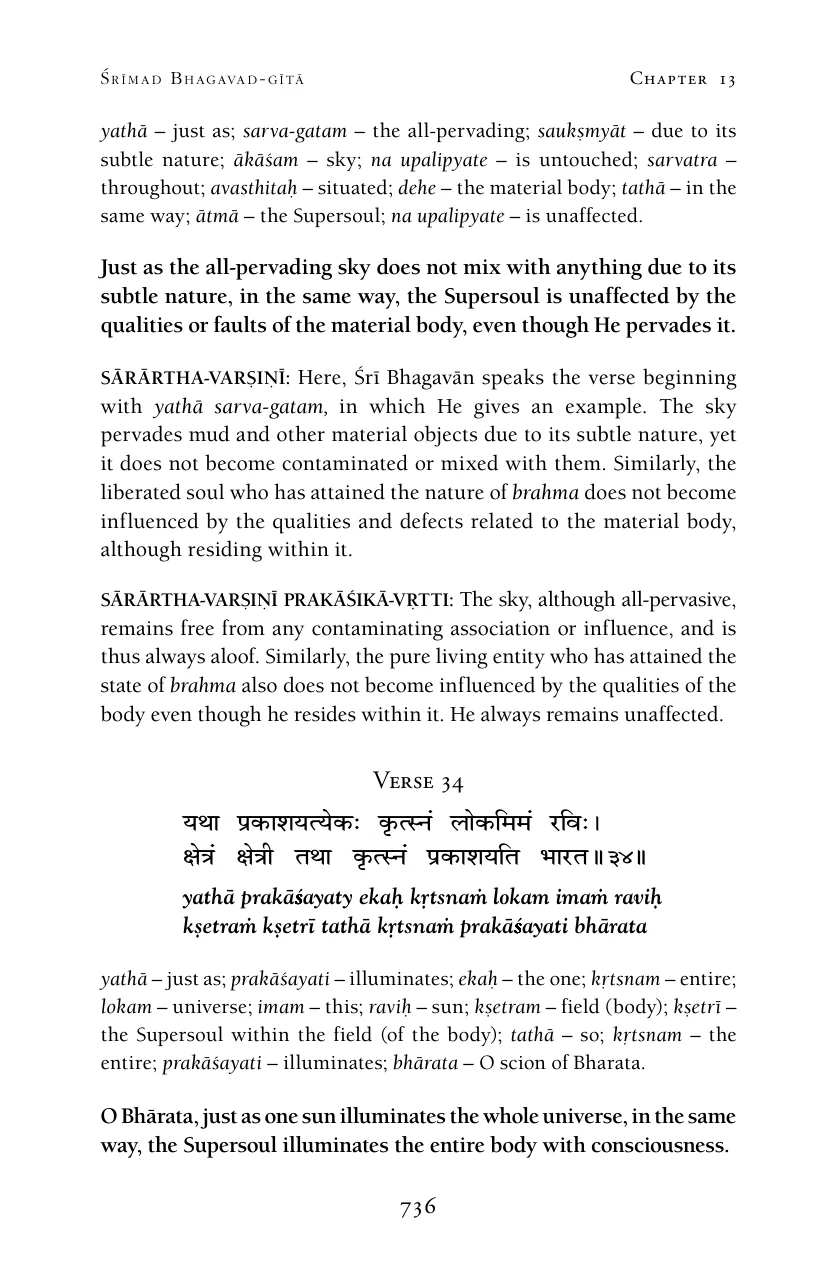 Śrīmad Bhagavad-gītā Chapter 13
yathā – just as; sarva-gatam – the all-pervading; saukṣmyāt – due to its
subtle nature; ākāśam – sky; na upalipyate – is untouched; sarvatra –
throughout; avasthitaḥ – situated; dehe – the material body; tathā – in the
same way; ātmā – the Supersoul; na upalipyate – is unaffected.
Just as the all-pervading sky does not mix with anything due to its
subtle nature, in the same way, the Supersoul is unaffected by the
qualities or faults of the material body, even though He pervades it.
SĀRĀRTHA-VARṢIṆĪ: Here, Śrī Bhagavān speaks the verse beginning
with yathā sarva-gatam, in which He gives an example. The sky
pervades mud and other material objects due to its subtle nature, yet
it does not become contaminated or mixed with them. Similarly, the
liberated soul who has attained the nature of brahma does not become
influenced by the qualities and defects related to the material body,
although residing within it.
SĀRĀRTHA-VARṢIṆĪ PRAKĀŚIKĀ-VṚTTI: The sky, although all-pervasive,
remains free from any contaminating association or influence, and is
thus always aloof. Similarly, the pure living entity who has attained the
state of brahma also does not become influenced by the qualities of the
body even though he resides within it. He always remains unaffected.
Verse 34
यथा प्रकाशयत्येकः कृत्स्नं लोकमिमं रविः।
क्षेत्रं क्षेत्री तथा कृत्स्नं प्रकाशयति भारत॥३४॥
yathā prakāśayaty ekaḥ kṛtsnaṁ lokam imaṁ raviḥ
kṣetraṁ kṣetrī tathā kṛtsnaṁ prakāśayati bhārata
yathā – just as; prakāśayati – illuminates; ekaḥ – the one; kṛtsnam – entire;
lokam – universe; imam – this; raviḥ – sun; kṣetram – field (body); kṣetrī –
the Supersoul within the field (of the body); tathā – so; kṛtsnam – the
entire; prakāśayati – illuminates; bhārata – O scion of Bharata.
O Bhārata, just as one sun illuminates the whole universe, in the same
way, the Supersoul illuminates the entire body with consciousness.
736